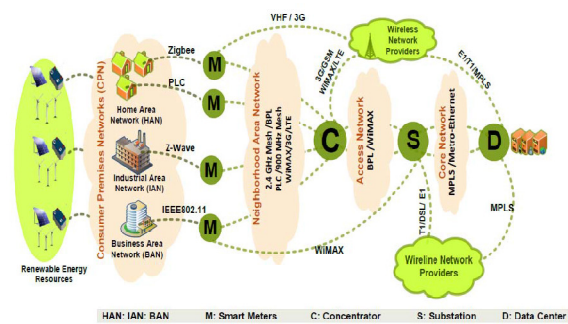 VHF / 3G
Zigbee
Wireless
Network
Providers
M
PLC
3G/GSM
WiMAX/LTE
E1/T1/MPLS
Consumer Premises Networks (CPN)
Home Area
Network (HAN)
M
Neighborhood Area Network
2.4 GHz Mesh /BPL
PLC /900 MHz Mesh
WiMAX/3G/LTE
C
Access Network
BPL /WiMAX
S
Core Network
MPLS /Metro-Ethernet
D
Z-Wave
Industrial Area
Network (IAN)
M
IEEE802.11
Business Area
Network (BAN)
M
WiMAX
T1/DSL/ E1
MPLS
Wireline Network
Providers
Renewable Energy
Resources
HAN: IAN: BAN M: Smart Meters C: Concentrator S: Substation D: Data Center